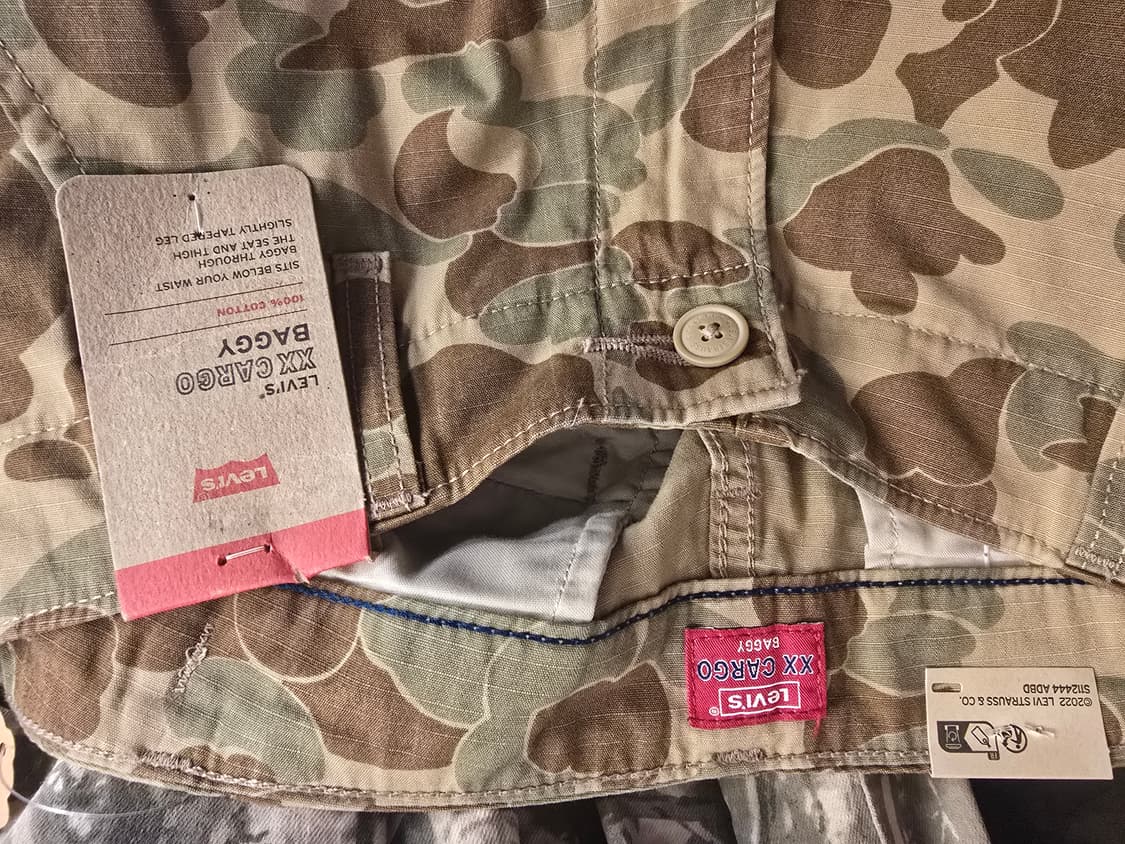 Levi's®
LEVI'S®
XX CARGO
BAGGY
100% COTTON
SITS BELOW YOUR WAIST
BAGGY THROUGH
THE SEAT AND THIGH
SLIGHTLY TAPERED LEG
LEVI'S®
XX CARGO
BAGGY
©2022 LEVI STRAUSS & CO.
S112444 ADBD